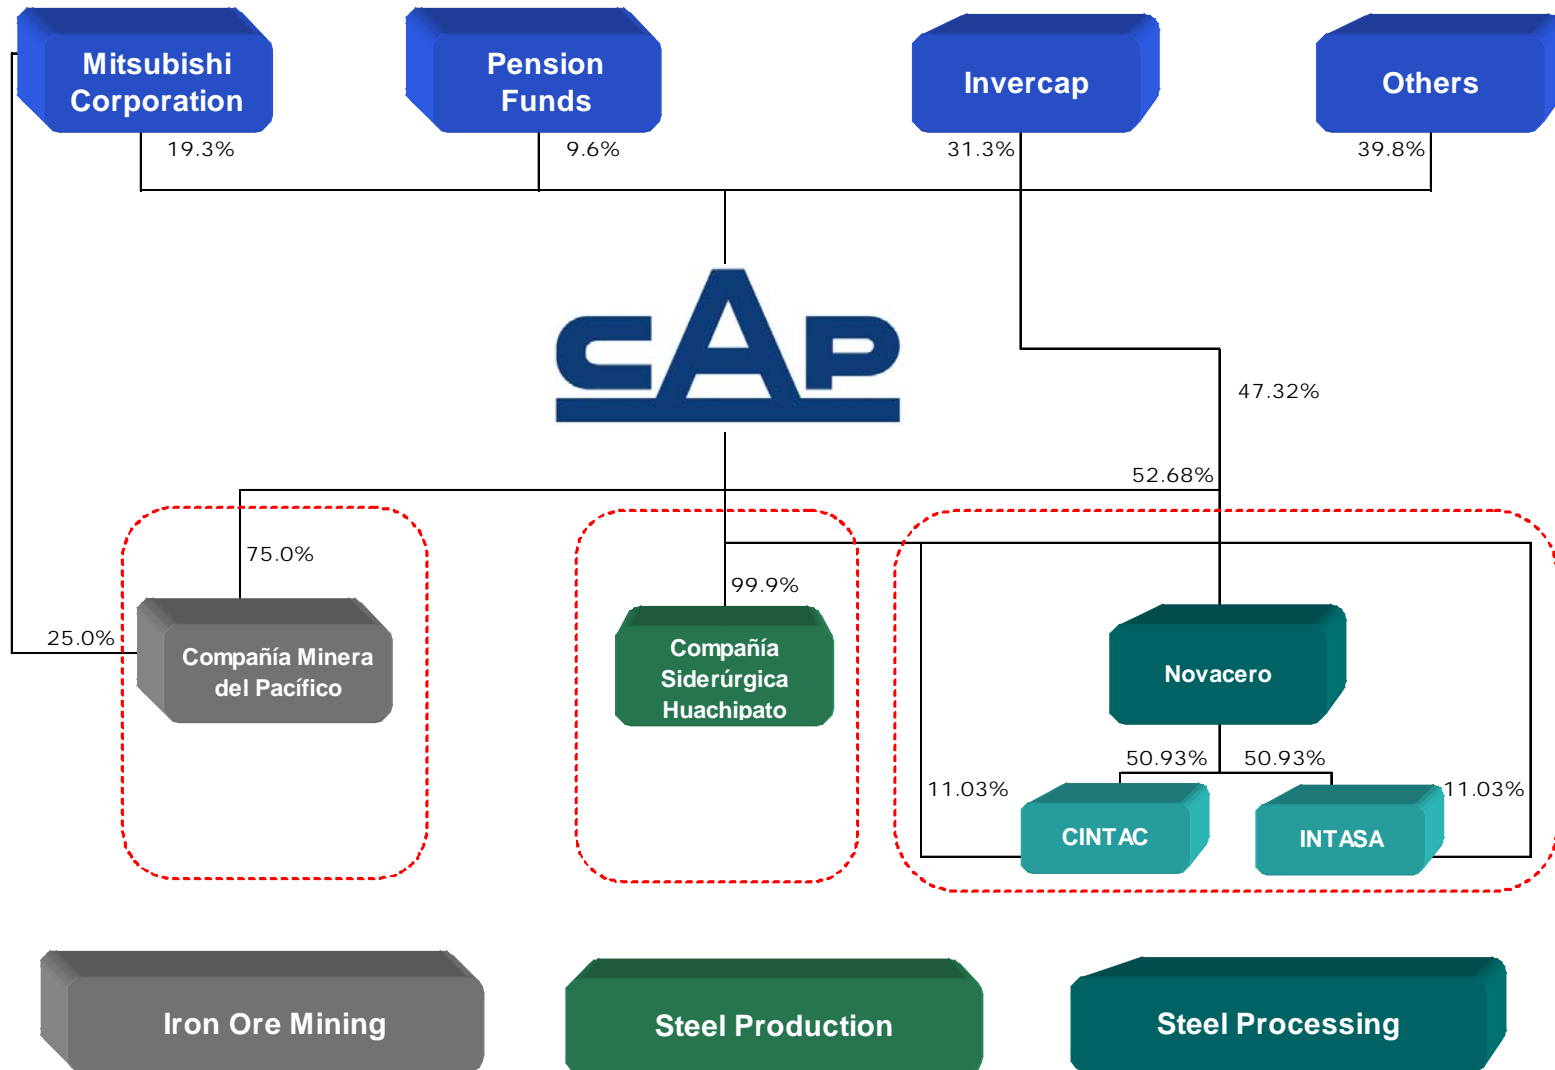 Mitsubishi
Corporation
Pension
Funds
Invercap
Others
19.3%
9.6%
31.3%
39.8%
CAP
47.32%
52.68%
75.0%
99.9%
25.0%
Compañía Minera
del Pacífico
Compañía
Siderúrgica
Huachipato
Novacero
50.93%
50.93%
11.03%
11.03%
CINTAC
INTASA
Iron Ore Mining
Steel Production
Steel Processing